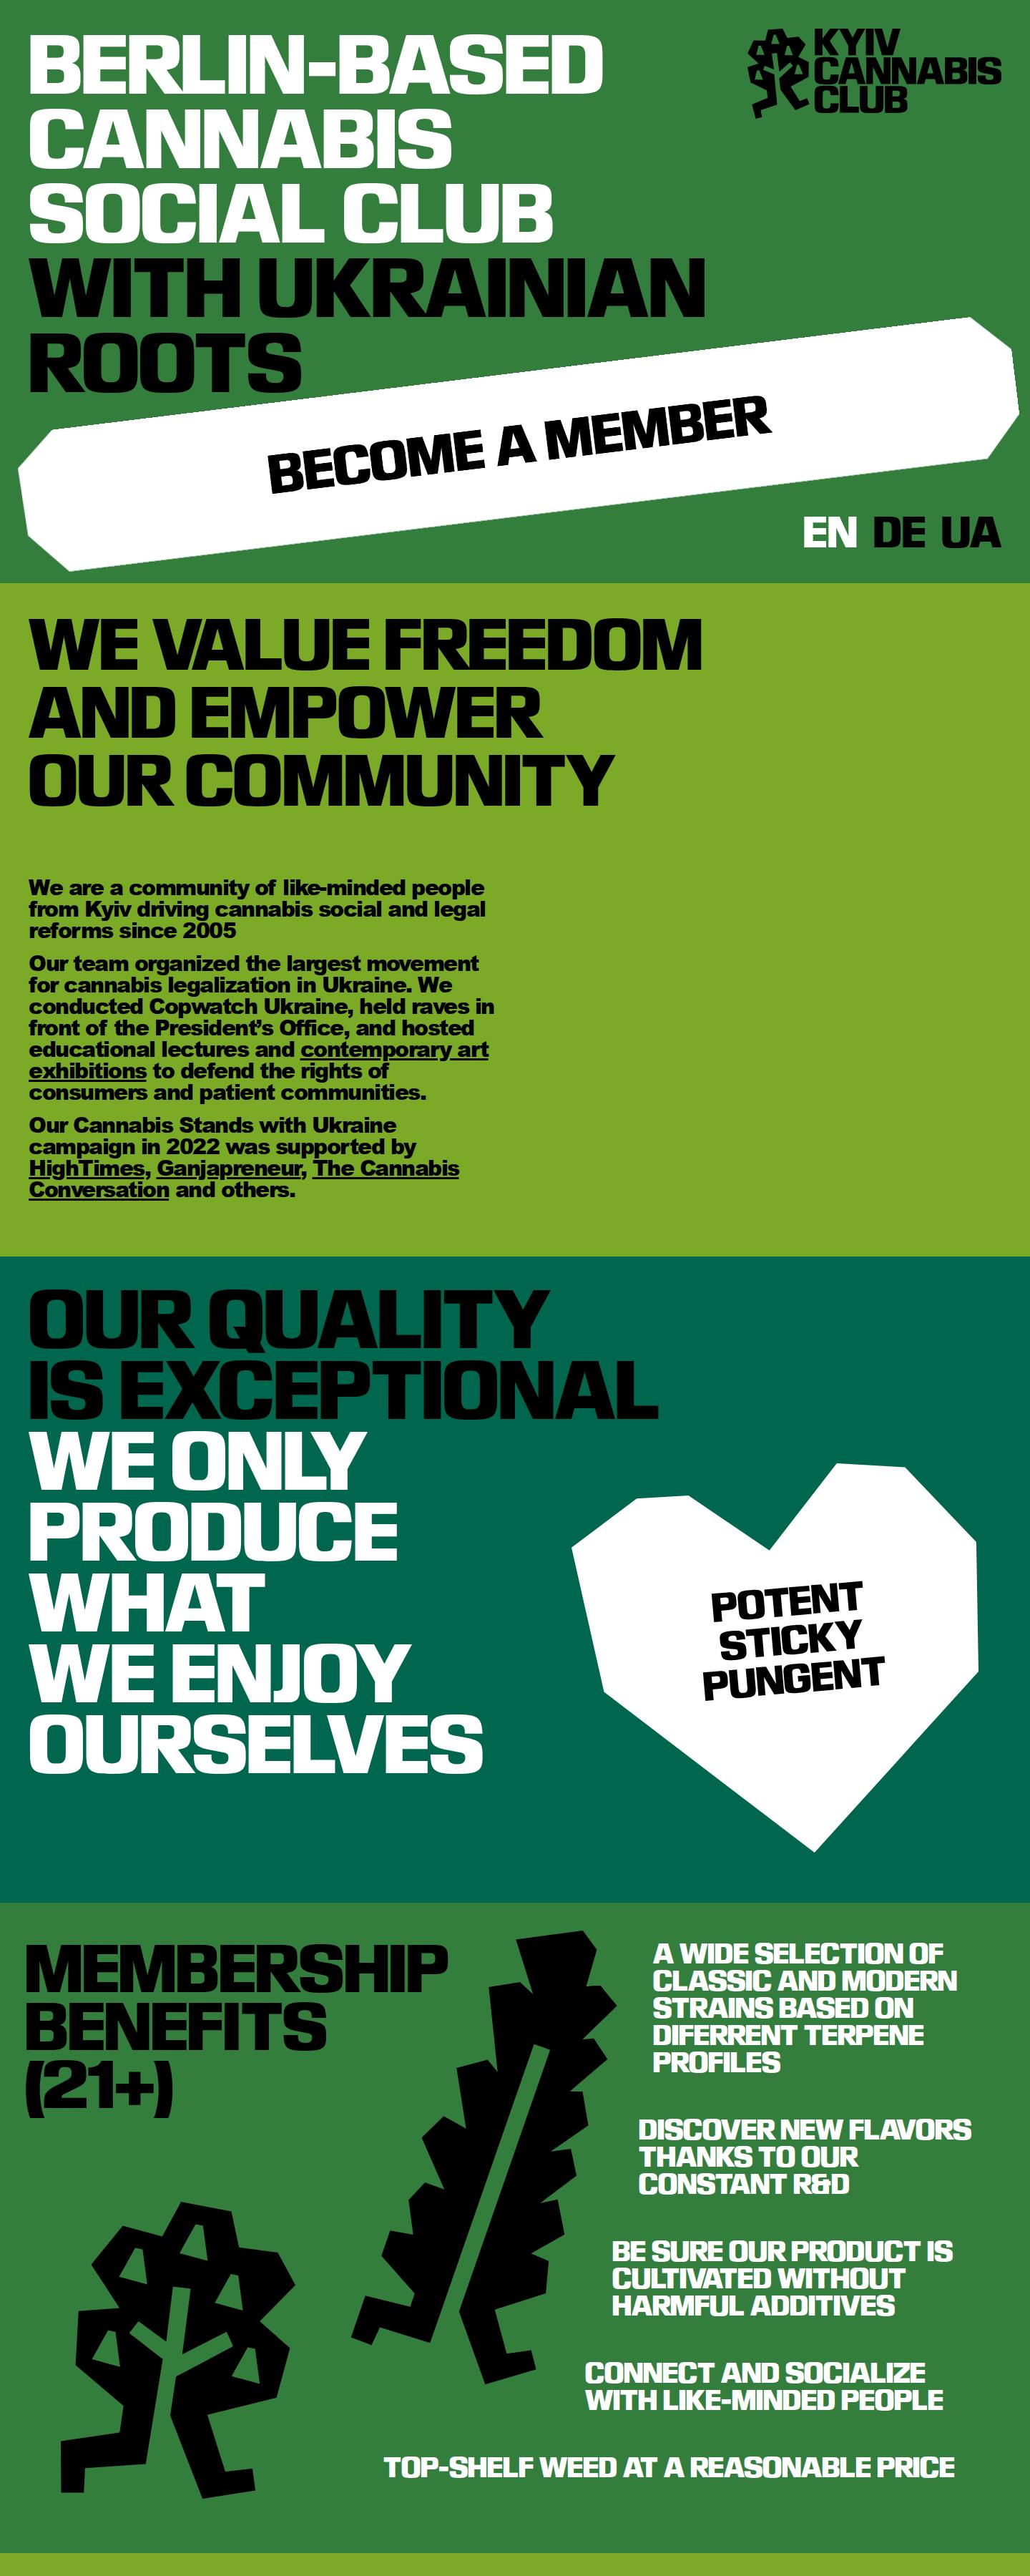 BERLIN-BASED
CANNABIS
SOCIAL CLUB
WITH UKRAINIAN
ROOTS
KYIV
CANNABIS
CLUB
BECOME A MEMBER
EN DE UA
WE VALUE FREEDOM
AND EMPOWER
OUR COMMUNITY
We are a community of like-minded people
from Kyiv driving cannabis social and legal
reforms since 2005
Our team organized the largest movement
for cannabis legalization in Ukraine. We
conducted Copwatch Ukraine, held raves in
front of the President’s Office, and hosted
educational lectures and contemporary art
exhibitions to defend the rights of
consumers and patient communities.
Our Cannabis Stands with Ukraine
campaign in 2022 was supported by
HighTimes, Ganjapreneur, The Cannabis
Conversation and others.
OUR QUALITY
IS EXCEPTIONAL
WE ONLY
PRODUCE
WHAT
WE ENJOY
OURSELVES
POTENT
STICKY
PUNGENT
MEMBERSHIP
BENEFITS
(21+)
A WIDE SELECTION OF
CLASSIC AND MODERN
STRAINS BASED ON
DIFERRENT TERPENE
PROFILES
DISCOVER NEW FLAVORS
THANKS TO OUR
CONSTANT R&D
BE SURE OUR PRODUCT IS
CULTIVATED WITHOUT
HARMFUL ADDITIVES
CONNECT AND SOCIALIZE
WITH LIKE-MINDED PEOPLE
TOP-SHELF WEED AT A REASONABLE PRICE